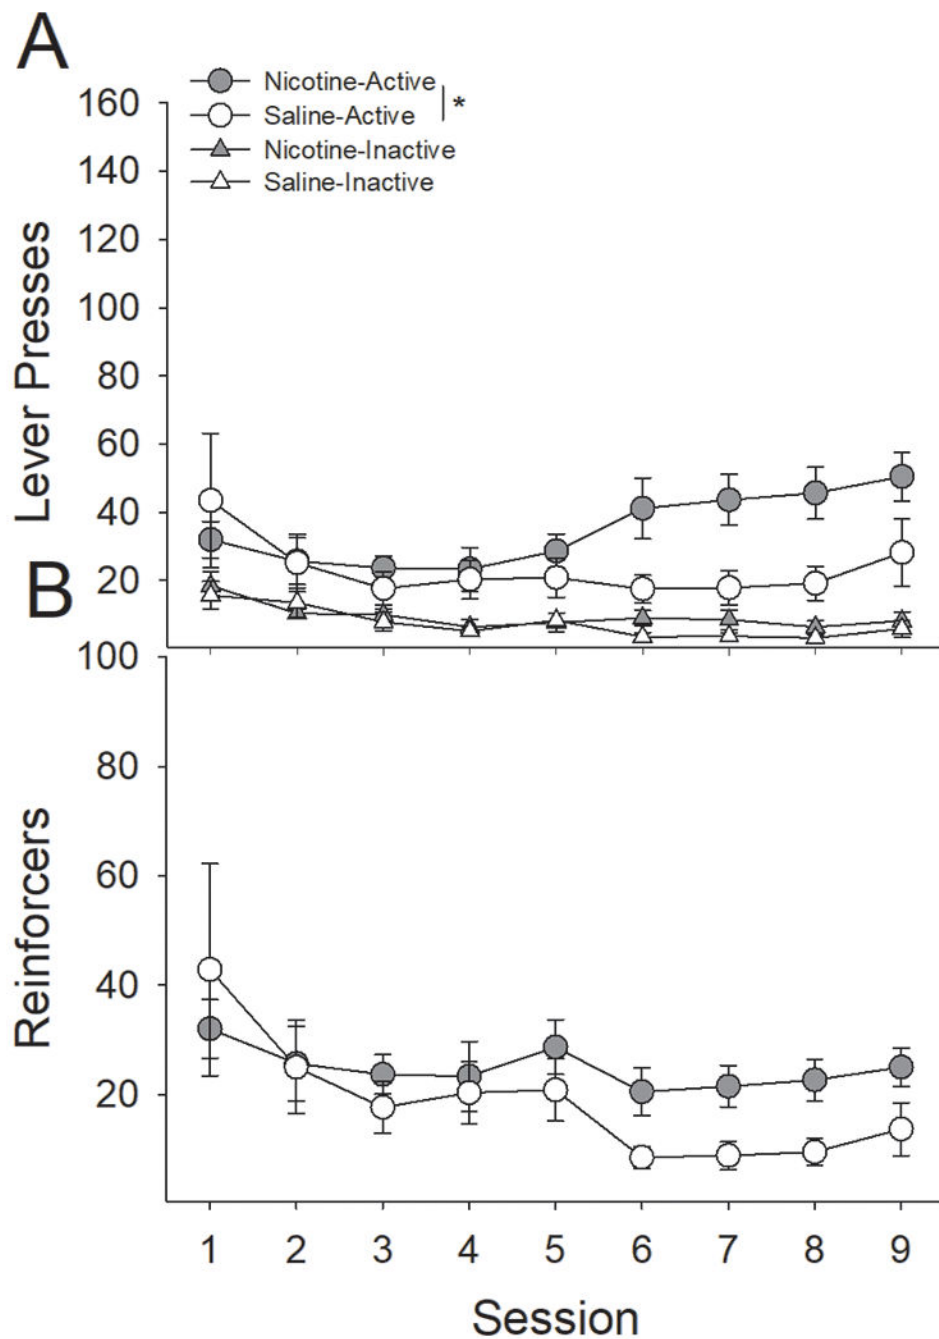 A
Nicotine-Active
Saline-Active
*
Nicotine-Inactive
Saline-Inactive
160
140
120
100
80
60
40
20
Lever Presses
B
100
80
60
40
20
Reinforcers
1 2 3 4 5 6 7 8 9
Session